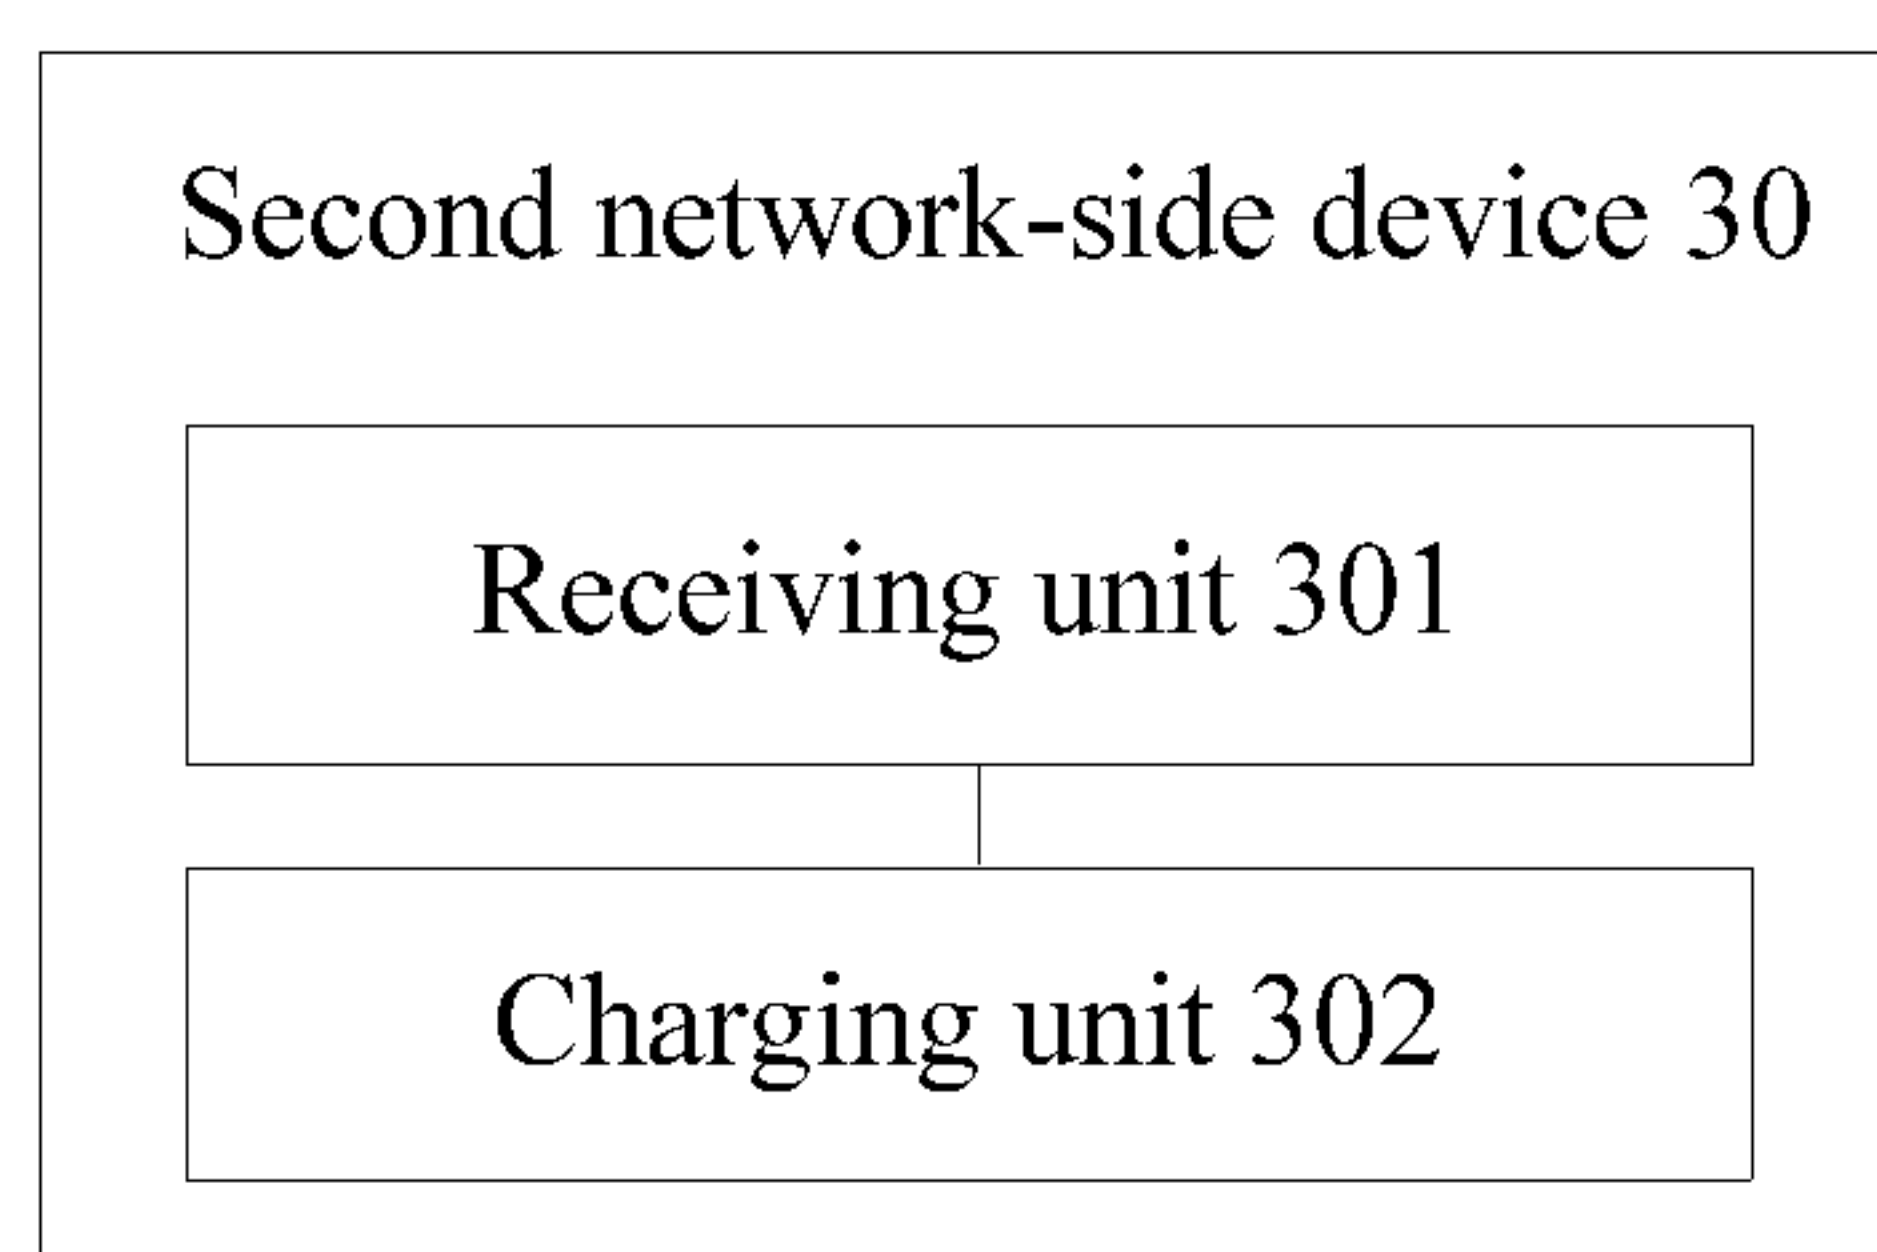 Second network-side device 30
Receiving unit 301
Charging unit 302